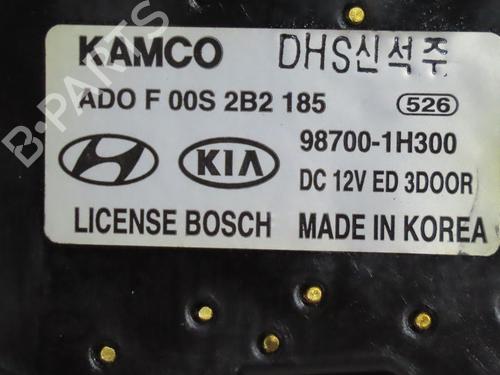 KAMCO DHS신석주
ADO F 00S 2B2 185 526
KIA 98700-1H300
DC 12V ED 3DOOR
LICENSE BOSCH MADE IN KOREA
B-PARTS